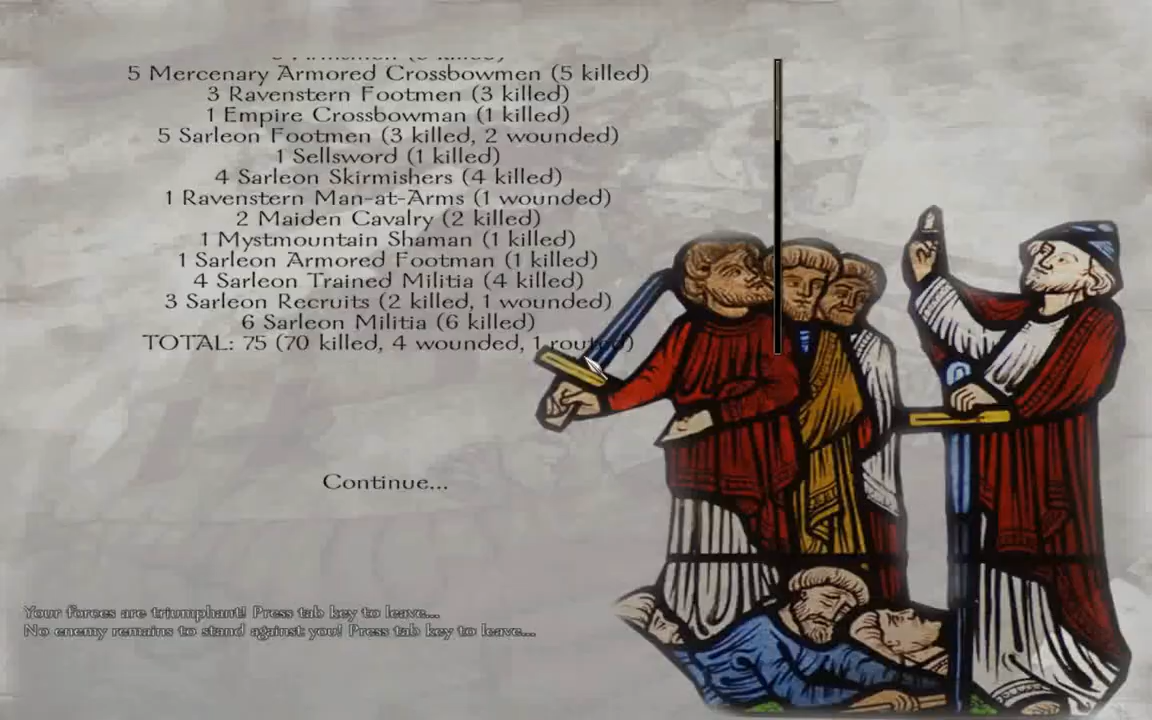 5 Mercenary Armored Crossbowmen (5 killed)
3 Ravenstern Footmen (3 killed)
1 Empire Crossbowman (1 killed)
5 Sarleon Footmen (3 killed, 2 wounded)
1 Sellsword (1 killed)
4 Sarleon Skirmishers (4 killed)
1 Ravenstern Man-at-Arms (1 wounded)
2 Maiden Cavalry (2 killed)
1 Mystmountain Shaman (1 killed)
1 Sarleon Armored Footman (1 killed)
4 Sarleon Trained Militia (4 killed)
3 Sarleon Recruits (2 killed, 1 wounded)
6 Sarleon Militia (6 killed)
TOTAL: 75 (70 killed, 4 wounded, 1 routed)
Continue...
Your forces are triumphant! Press tab key to leave...
No enemy remains to stand against you! Press tab key to leave...